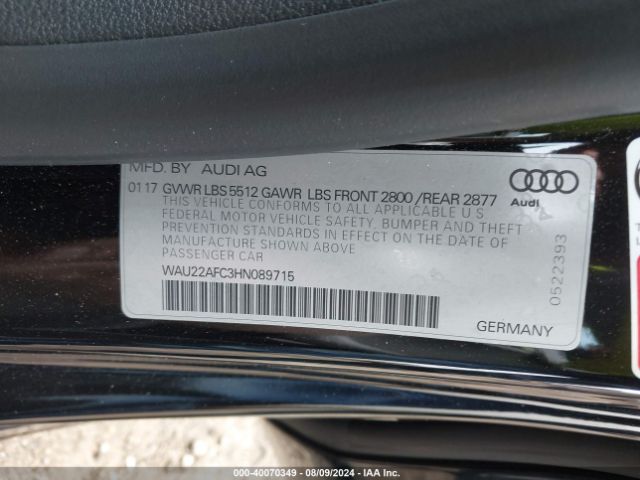 MFD. BY AUDI AG
01 17 GVWR LBS 5512 GAWR LBS FRONT 2800 /REAR 2877
THIS VEHICLE CONFORMS TO ALL APPLICABLE U S
FEDERAL MOTOR VEHICLE SAFETY, BUMPER AND THEFT
PREVENTION STANDARDS IN EFFECT ON THE DATE OF
MANUFACTURE SHOWN ABOVE
PASSENGER CAR
WAU22AFC3HN089715
Audi
0522393
GERMANY
000-40070349 - 08/09/2024 - IAA Inc.